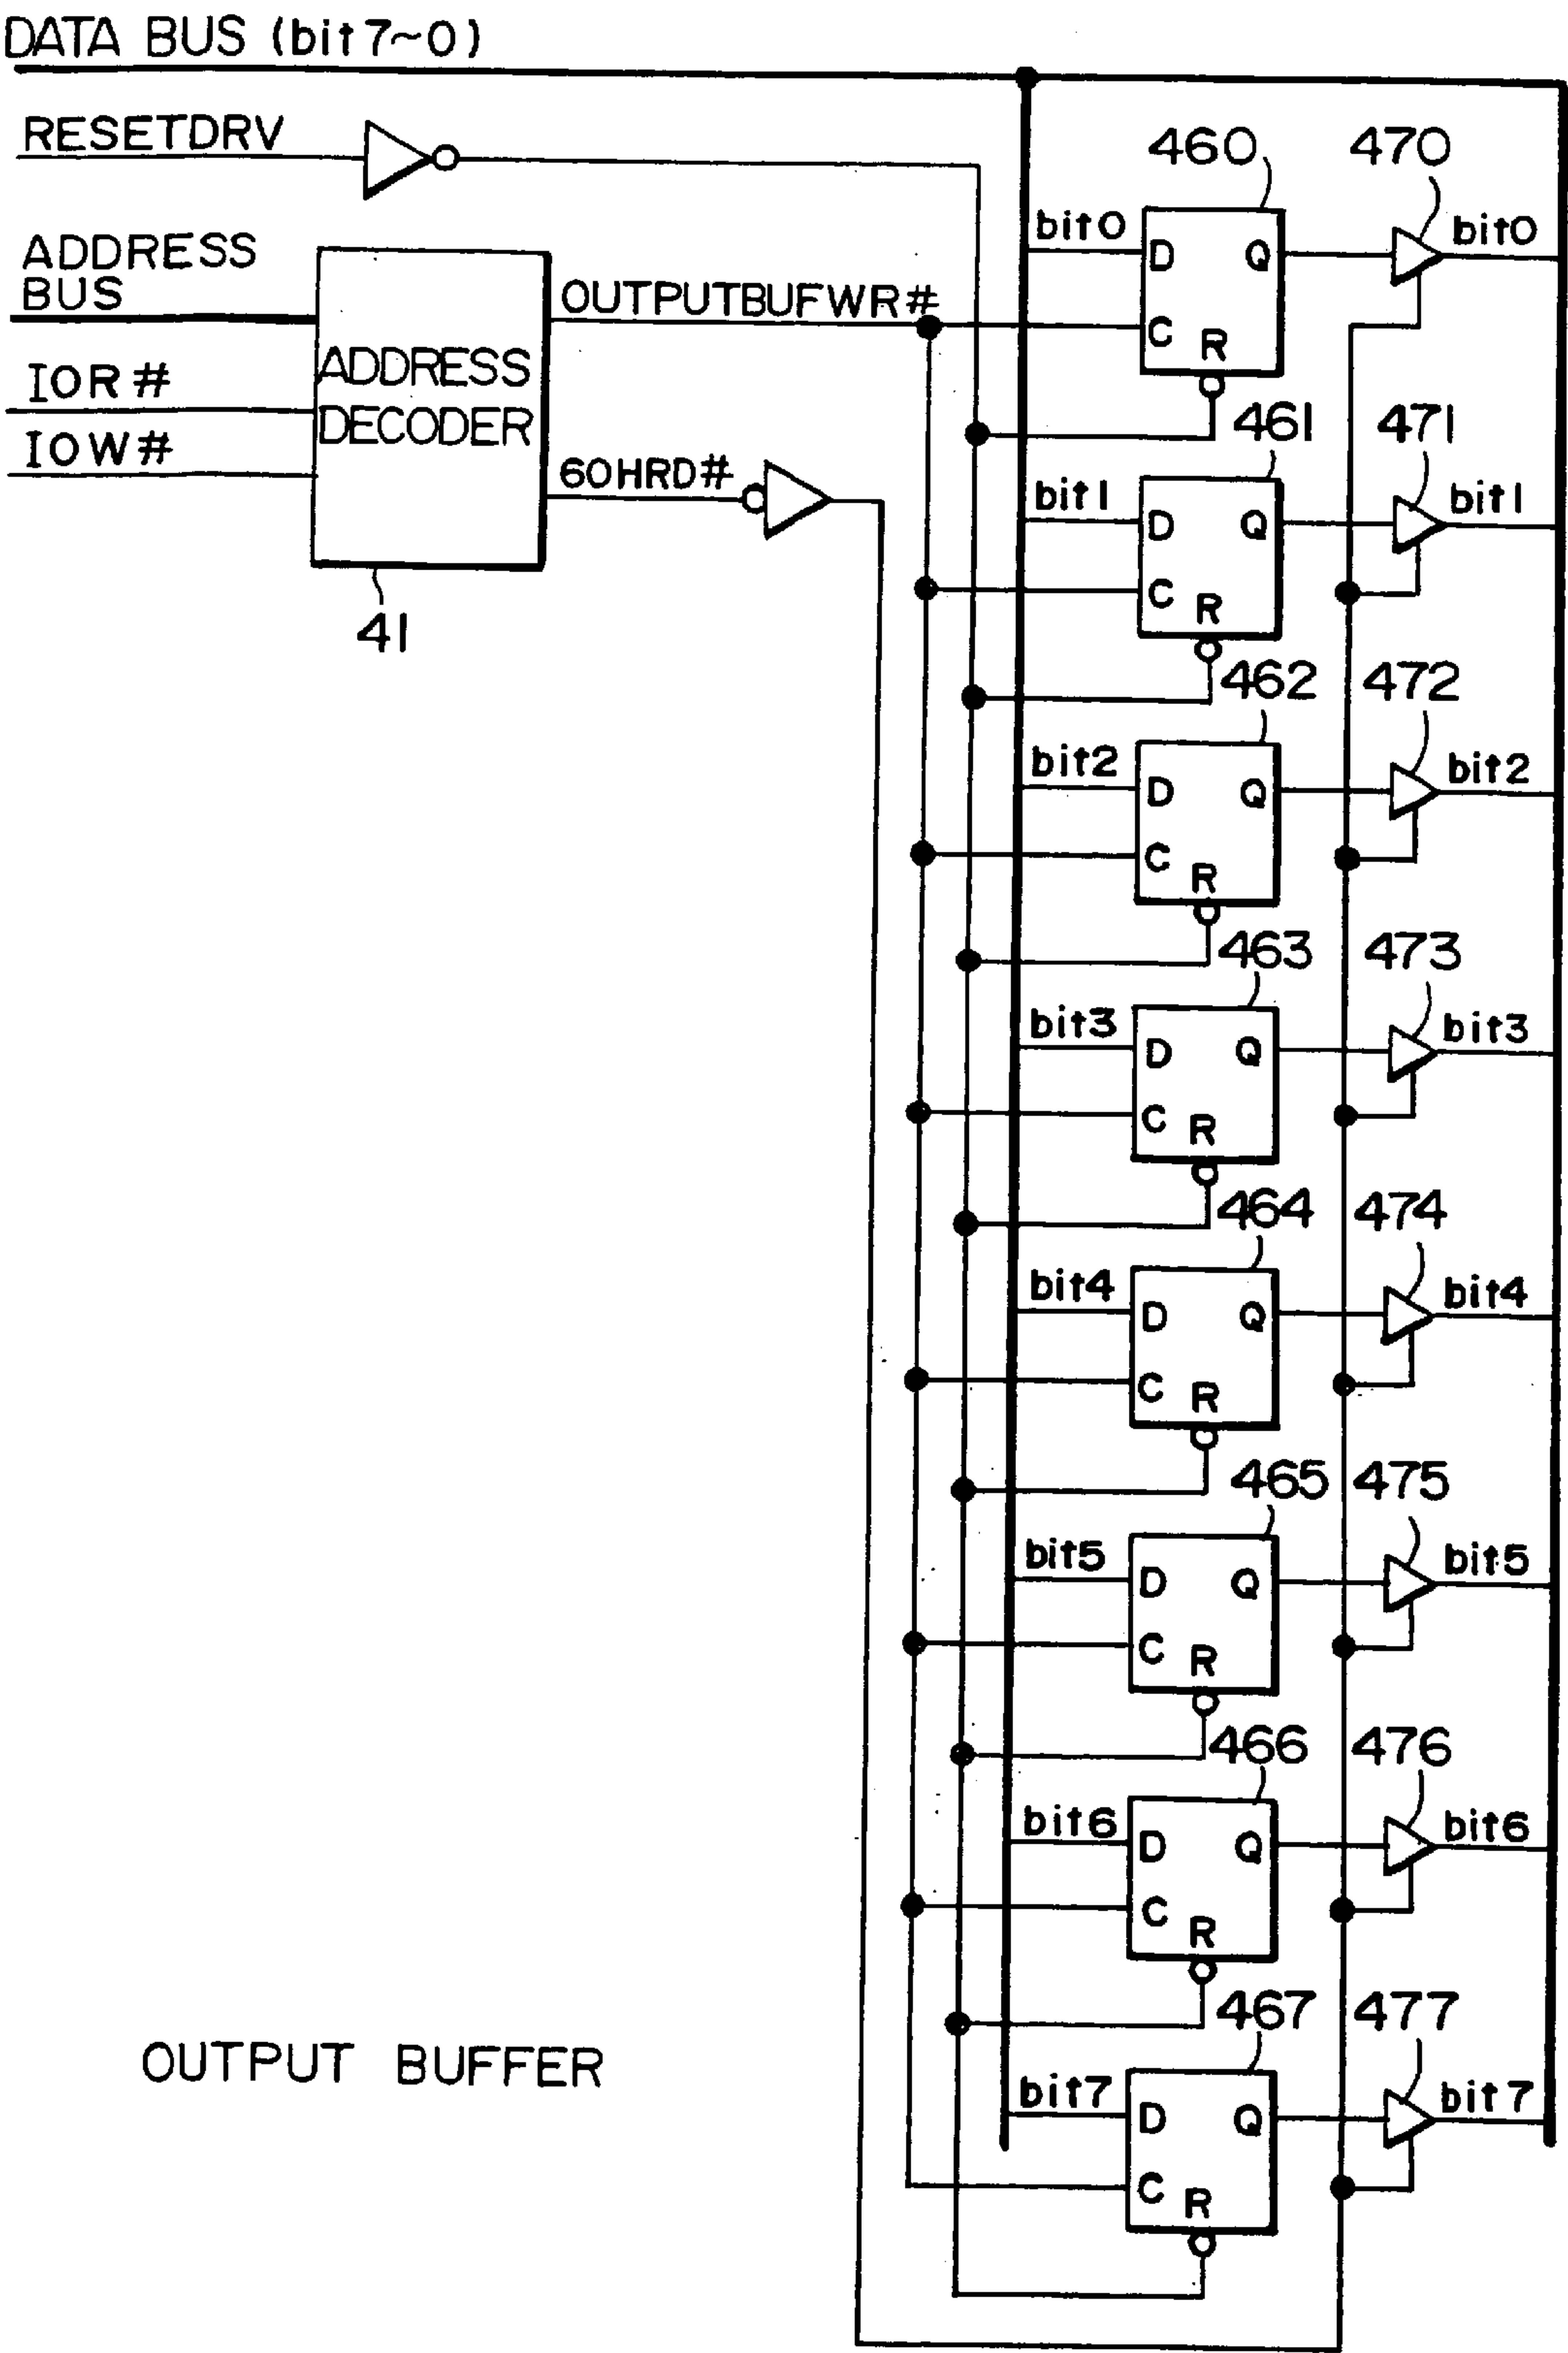 DATA BUS (bit7~0)
RESETDRV
ADDRESS
BUS
IOR#
IOW#
ADDRESS
DECODER
41
OUTPUTBUFWR#
60HRD#
460 470
bit0 D Q bit0
C R
461 471
bit1 D Q bit1
C R
462 472
bit2 D Q bit2
C R
463 473
bit3 D Q bit3
C R
464 474
bit4 D Q bit4
C R
465 475
bit5 D Q bit5
C R
466 476
bit6 D Q bit6
C R
467 477
bit7 D Q bit7
C R
OUTPUT BUFFER